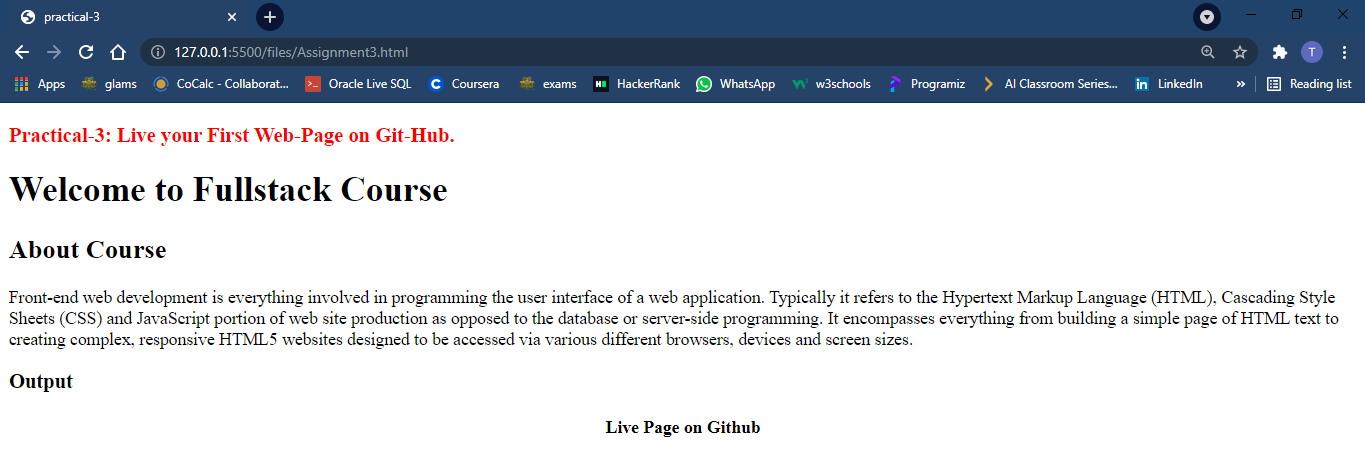 practical-3
127.0.0.1:5500/files/Assignment3.html
T
Apps glams CoCalc - Collaborat... Oracle Live SQL Coursera exams HackerRank WhatsApp w3schools Programiz AI Classroom Series... LinkedIn » Reading list
Practical-3: Live your First Web-Page on Git-Hub.
Welcome to Fullstack Course
About Course
Front-end web development is everything involved in programming the user interface of a web application. Typically it refers to the Hypertext Markup Language (HTML), Cascading Style
Sheets (CSS) and JavaScript portion of web site production as opposed to the database or server-side programming. It encompasses everything from building a simple page of HTML text to
creating complex, responsive HTML5 websites designed to be accessed via various different browsers, devices and screen sizes.
Output
Live Page on Github